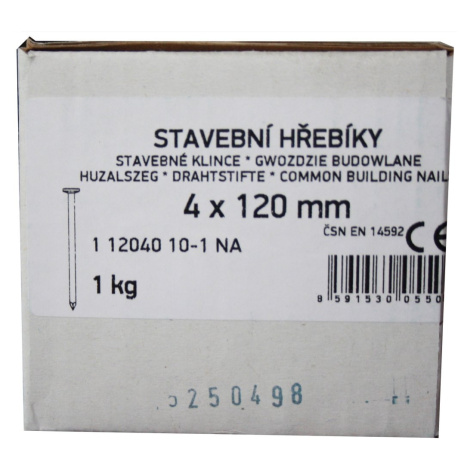 STAVEBNÍ HŘEBÍKY
STAVEBNÉ KLINCE * GWOZDZIE BUDOWLANE
HUZALSZEG * DRAHTSTIFTE * COMMON BUILDING NAIL
4 x 120 mm
ČSN EN 14592 CE
1 12040 10-1 NA
1 kg
8 591530 0550
5250498